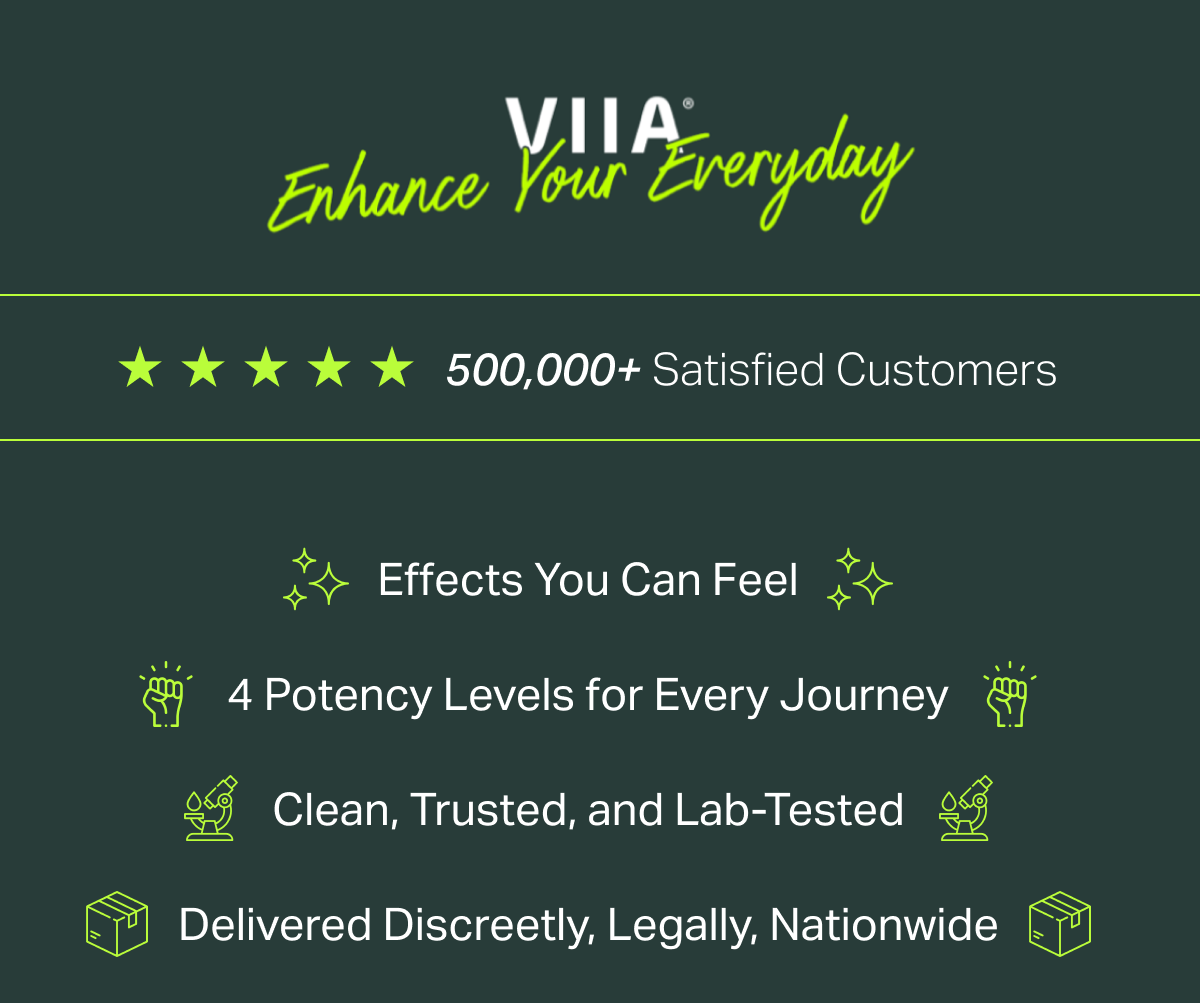 VIIA®
Enhance Your Everyday
500,000+ Satisfied Customers
Effects You Can Feel
4 Potency Levels for Every Journey
Clean, Trusted, and Lab-Tested
Delivered Discreetly, Legally, Nationwide